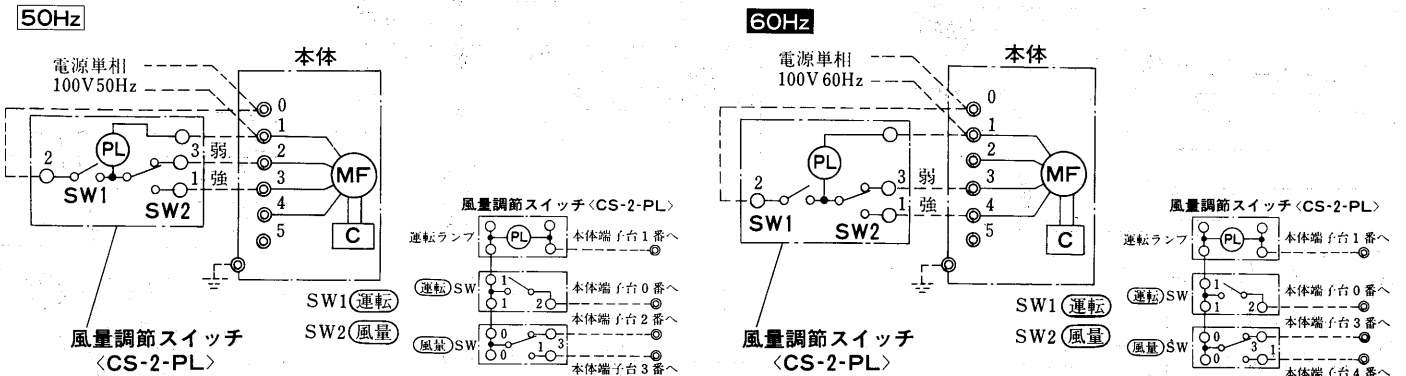 50Hz
電源単相
100V50Hz
本体
0
1
2
3
4
5
MF
C
PL
2
SW1
SW2
3 弱
1 強
風量調節スイッチ
〈CS-2-PL〉
SW1 運転
SW2 風量
風量調節スイッチ〈CS-2-PL〉
運転ランプ PL 本体端子台1番へ
運転 SW 1 1 2 本体端子台0番へ
本体端子台2番へ
風量 SW 0 0 1 3
本体端子台3番へ
60Hz
電源単相
100V60Hz
本体
0
1
2
3
4
5
MF
C
PL
2
SW1
SW2
3 弱
1 強
風量調節スイッチ
〈CS-2-PL〉
SW1 運転
SW2 風量
風量調節スイッチ〈CS-2-PL〉
運転ランプ PL 本体端子台1番へ
運転 SW 1 1 2 本体端子台0番へ
本体端子台3番へ
風量 SW 0 0 3 1
本体端子台4番へ